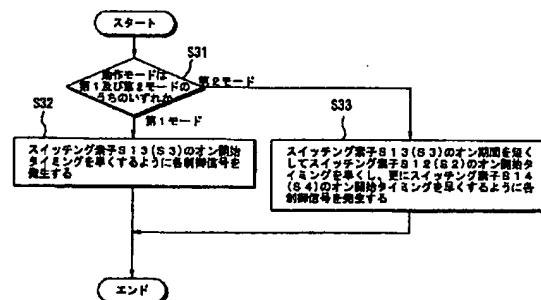 スタート
S31
動作モードは
第1及び第2モードの
うちのいずれか
第2モード
S32
第1モード
スイッチング素子S13(S3)のオン開始
タイミングを早くするように各制御信号を
発生する
S33
スイッチング素子S13(S3)のオン期間を短く
してスイッチング素子S12(S2)のオン開始タ
イミングを早くし、更にスイッチング素子S14
(S4)のオン開始タイミングを早くするように各
制御信号を発生する
エンド